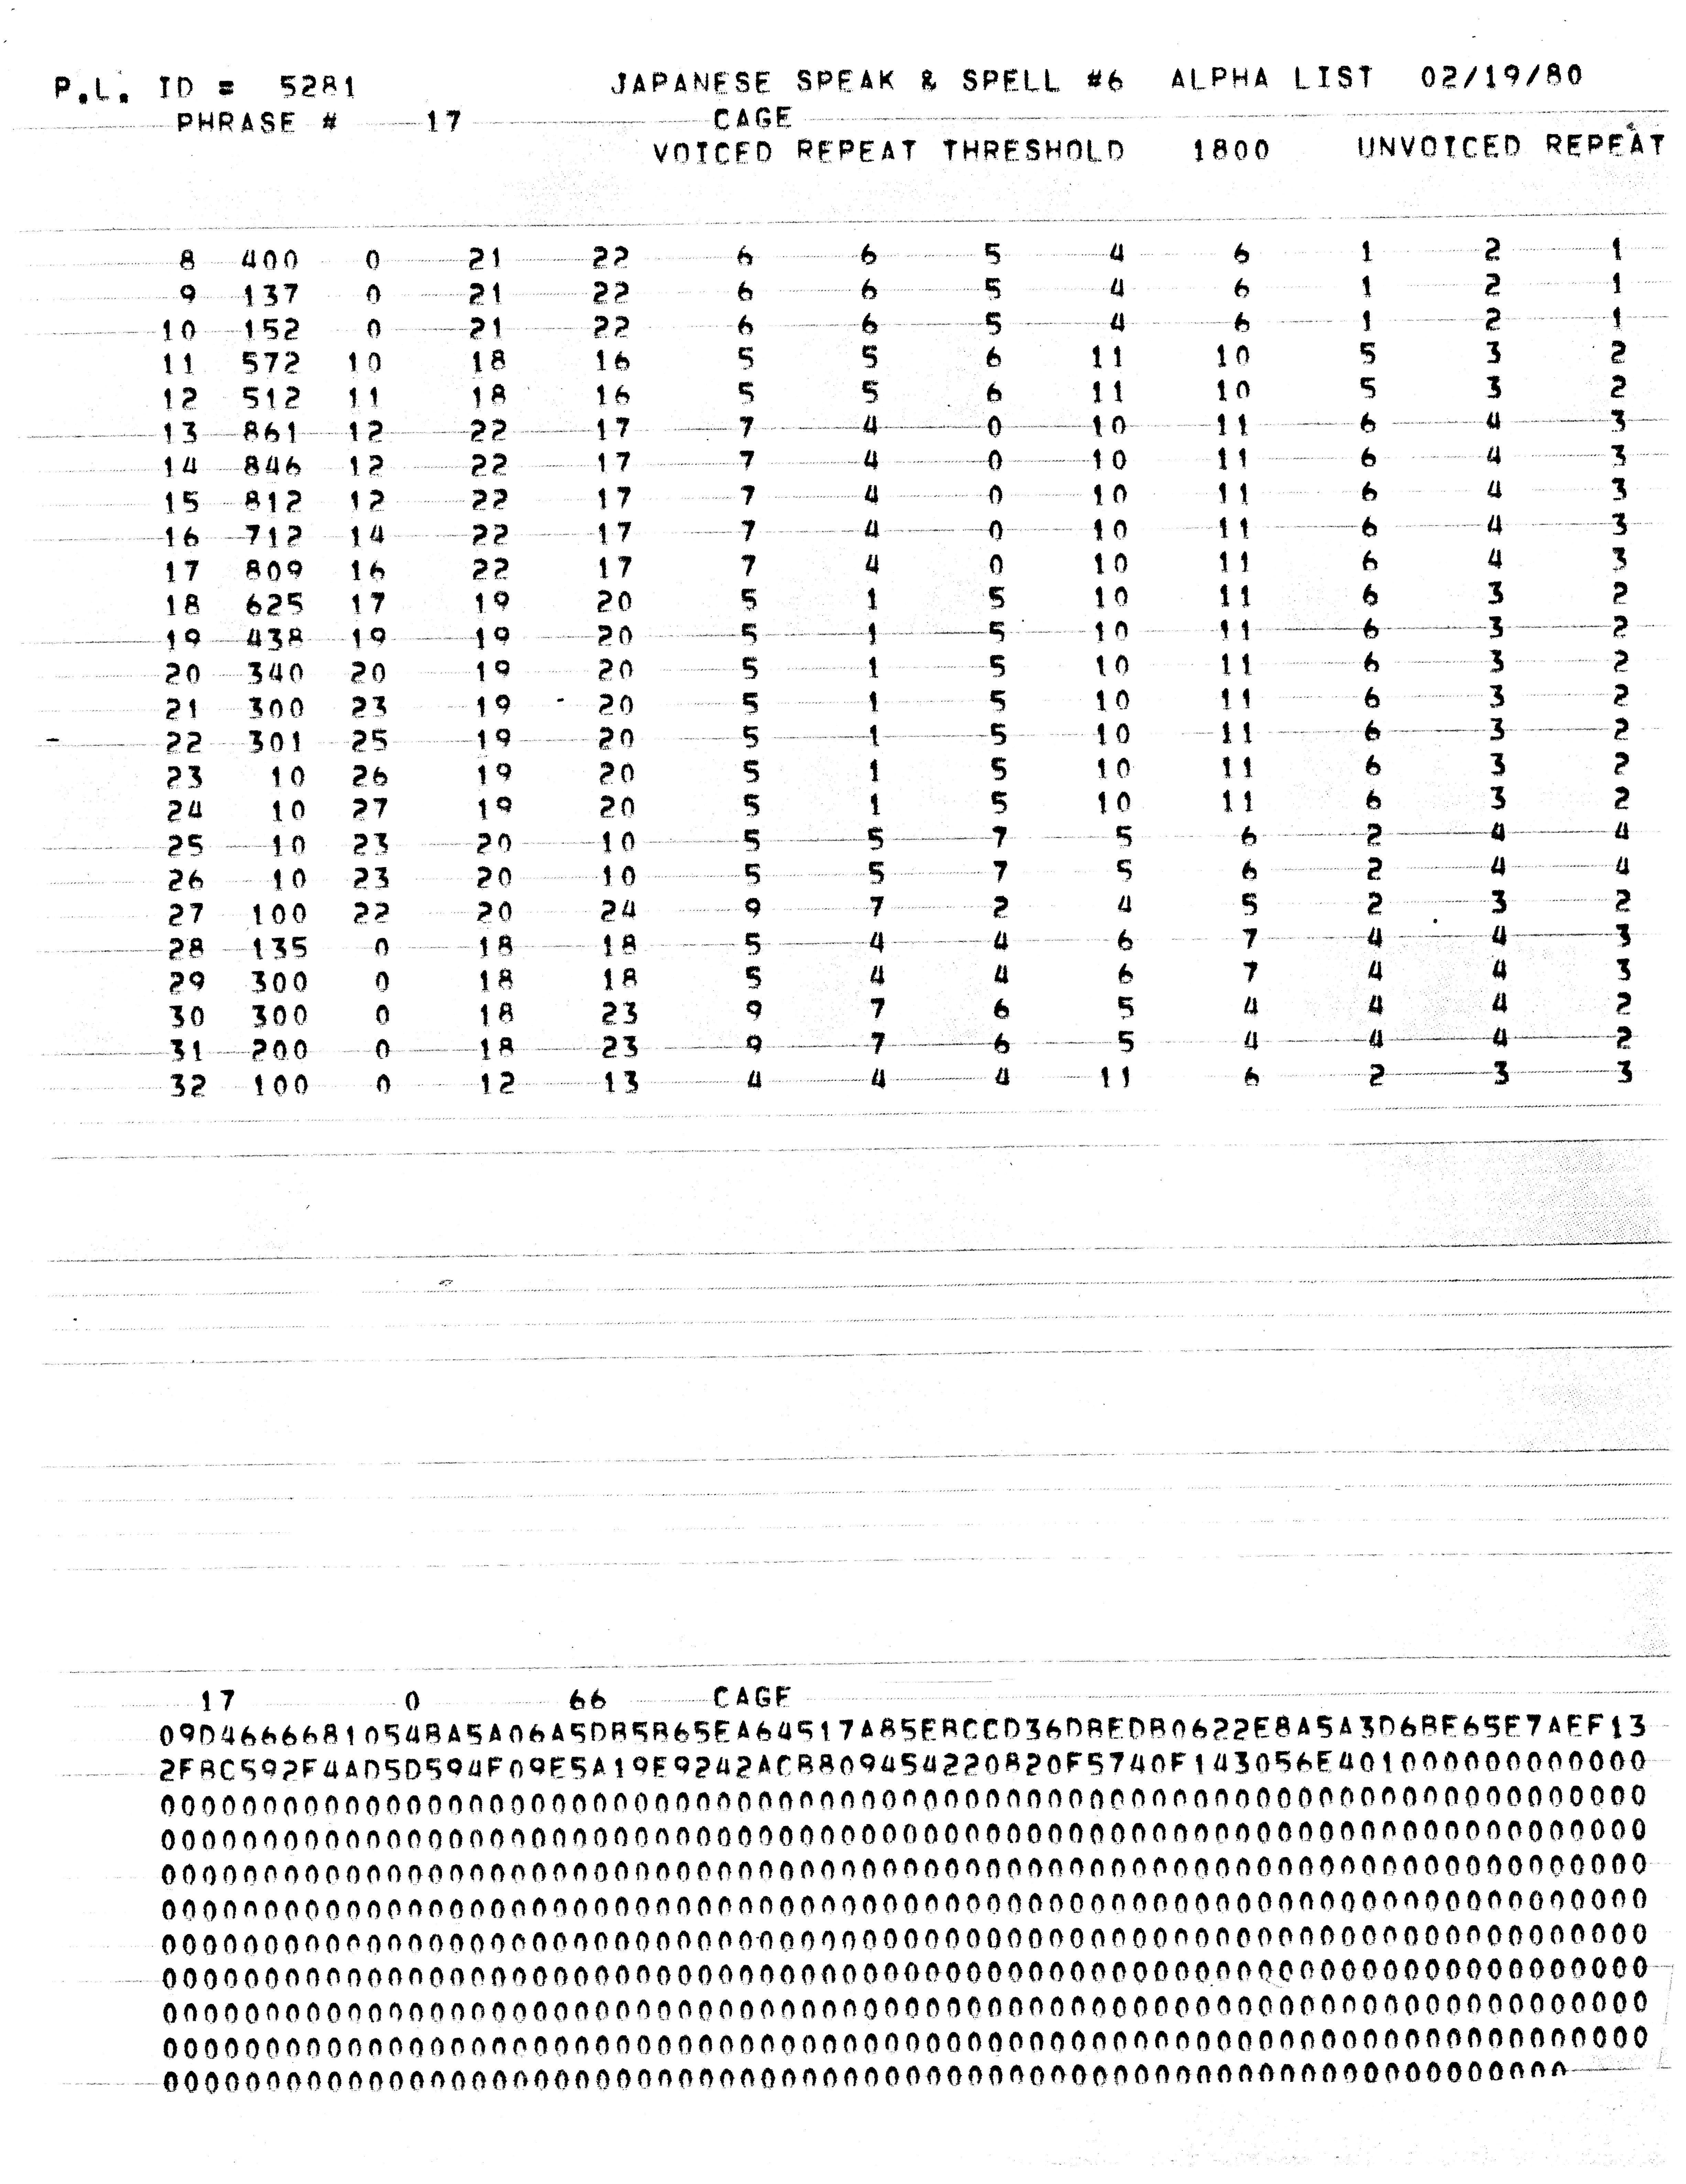 P.L. ID = 5281 JAPANESE SPEAK & SPELL #6 ALPHA LIST 02/19/80
PHRASE # 17 CAGE
VOICED REPEAT THRESHOLD 1800 UNVOICED REPEAT
8 400 0 21 22 6 6 5 4 6 1 2 1
9 137 0 21 22 6 6 5 4 6 1 2 1
10 152 0 21 22 6 6 5 4 6 1 2 1
11 572 10 18 16 5 5 6 11 10 5 3 2
12 512 11 18 16 5 5 6 11 10 5 3 2
13 861 12 22 17 7 4 0 10 11 6 4 3
14 846 12 22 17 7 4 0 10 11 6 4 3
15 812 12 22 17 7 4 0 10 11 6 4 3
16 712 14 22 17 7 4 0 10 11 6 4 3
17 809 16 22 17 7 4 0 10 11 6 4 3
18 625 17 19 20 5 1 5 10 11 6 3 2
19 438 19 19 20 5 1 5 10 11 6 3 2
20 340 20 19 20 5 1 5 10 11 6 3 2
21 300 23 19 20 5 1 5 10 11 6 3 2
22 301 25 19 20 5 1 5 10 11 6 3 2
23 10 26 19 20 5 1 5 10 11 6 3 2
24 10 27 19 20 5 1 5 10 11 6 3 2
25 10 23 20 10 5 5 7 5 6 2 4 4
26 10 23 20 10 5 5 7 5 6 2 4 4
27 100 22 20 24 9 7 2 4 5 2 3 2
28 135 0 18 18 5 4 4 6 7 4 4 3
29 300 0 18 18 5 4 4 6 7 4 4 3
30 300 0 18 23 9 7 6 5 4 4 4 2
31 200 0 18 23 9 7 6 5 4 4 4 2
32 100 0 12 13 4 4 4 11 6 2 3 3
17 0 66 CAGE
09D4666681054BA5A06A5DB5B65EA64517A85EBCCD36DBEDB0622E8A5A3D6BE65E7AEF13
2FBC592F4AD5D594F09E5A19E9242ACB809454220820F5740F143056E401000000000000
000000000000000000000000000000000000000000000000000000000000000000000000
000000000000000000000000000000000000000000000000000000000000000000000000
000000000000000000000000000000000000000000000000000000000000000000000000
000000000000000000000000000000000000000000000000000000000000000000000000
000000000000000000000000000000000000000000000000000000000000000000000000
000000000000000000000000000000000000000000000000000000000000000000000000
000000000000000000000000000000000000000000000000000000000000000000000000
000000000000000000000000000000000000000000000000000000000000000000000000
00000000000000000000000000000000000000000000000000000000000000000000